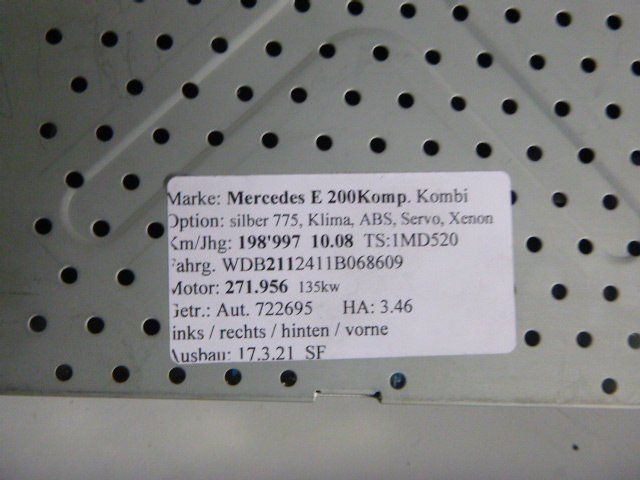 Marke: Mercedes E 200Komp. Kombi
Option: silber 775, Klima, ABS, Servo, Xenon
Km/Jhg: 198'997 10.08 TS:1MD520
Fahrg. WDB2112411B068609
Motor: 271.956 135kw
Getr.: Aut. 722695 HA: 3.46
links / rechts / hinten / vorne
Ausbau: 17.3.21 SF